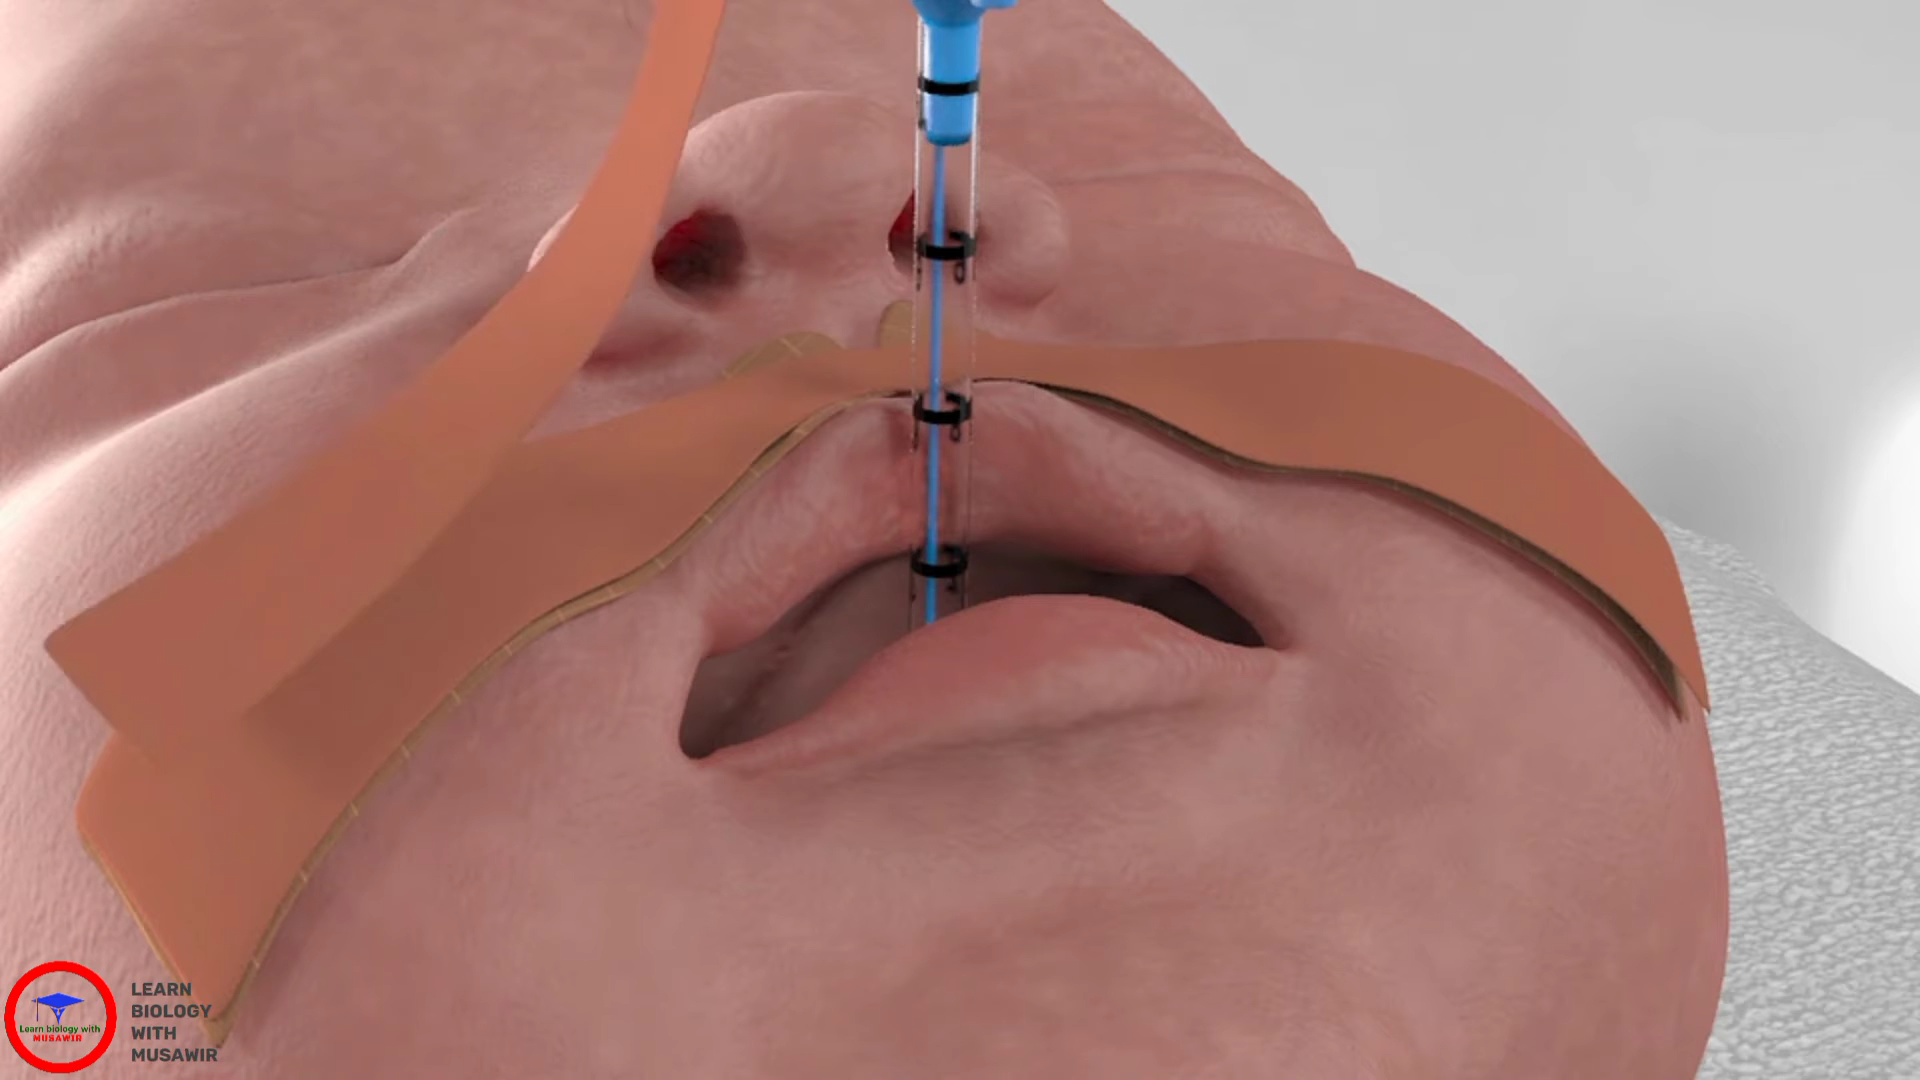 Learn biology with
MUSAWIR
LEARN
BIOLOGY
WITH
MUSAWIR